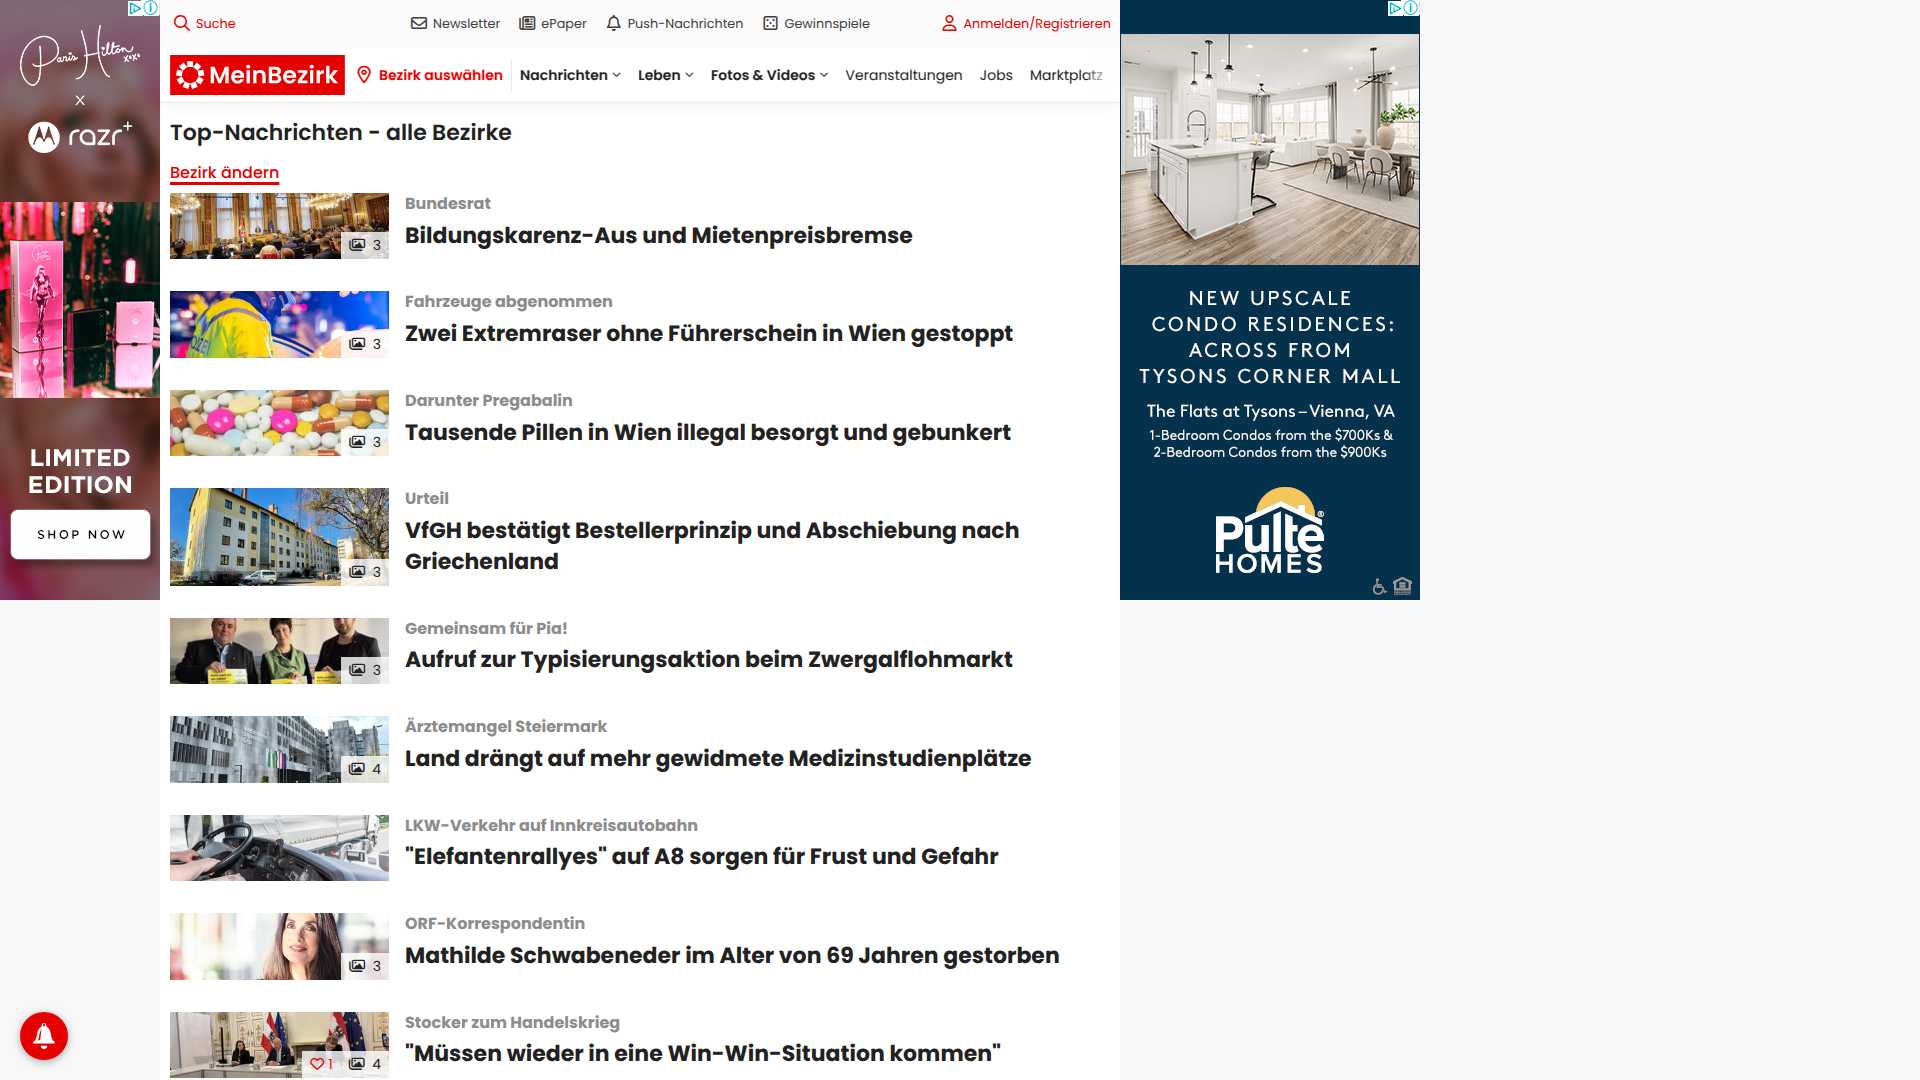 Suche
Newsletter
ePaper
Push-Nachrichten
Gewinnspiele
Anmelden/Registrieren
MeinBezirk
Bezirk auswählen
Nachrichten
Leben
Fotos & Videos
Veranstaltungen
Jobs
Marktplatz
Top-Nachrichten - alle Bezirke
Bezirk ändern
3
Bundesrat
Bildungskarenz-Aus und Mietenpreisbremse
3
Fahrzeuge abgenommen
Zwei Extremraser ohne Führerschein in Wien gestoppt
3
Darunter Pregabalin
Tausende Pillen in Wien illegal besorgt und gebunkert
3
Urteil
VfGH bestätigt Bestellerprinzip und Abschiebung nach
Griechenland
3
Gemeinsam für Pia!
Aufruf zur Typisierungsaktion beim Zwergalflohmarkt
4
Ärztemangel Steiermark
Land drängt auf mehr gewidmete Medizinstudienplätze
LKW-Verkehr auf Innkreisautobahn
"Elefantenrallyes" auf A8 sorgen für Frust und Gefahr
3
ORF-Korrespondentin
Mathilde Schwabeneder im Alter von 69 Jahren gestorben
1 4
Stocker zum Handelskrieg
"Müssen wieder in eine Win-Win-Situation kommen"
Paris Hilton
xoxo
X
razr+
LIMITED
EDITION
SHOP NOW
NEW UPSCALE
CONDO RESIDENCES:
ACROSS FROM
TYSONS CORNER MALL
The Flats at Tysons – Vienna, VA
1-Bedroom Condos from the $700Ks &
2-Bedroom Condos from the $900Ks
Pulte®
HOMES